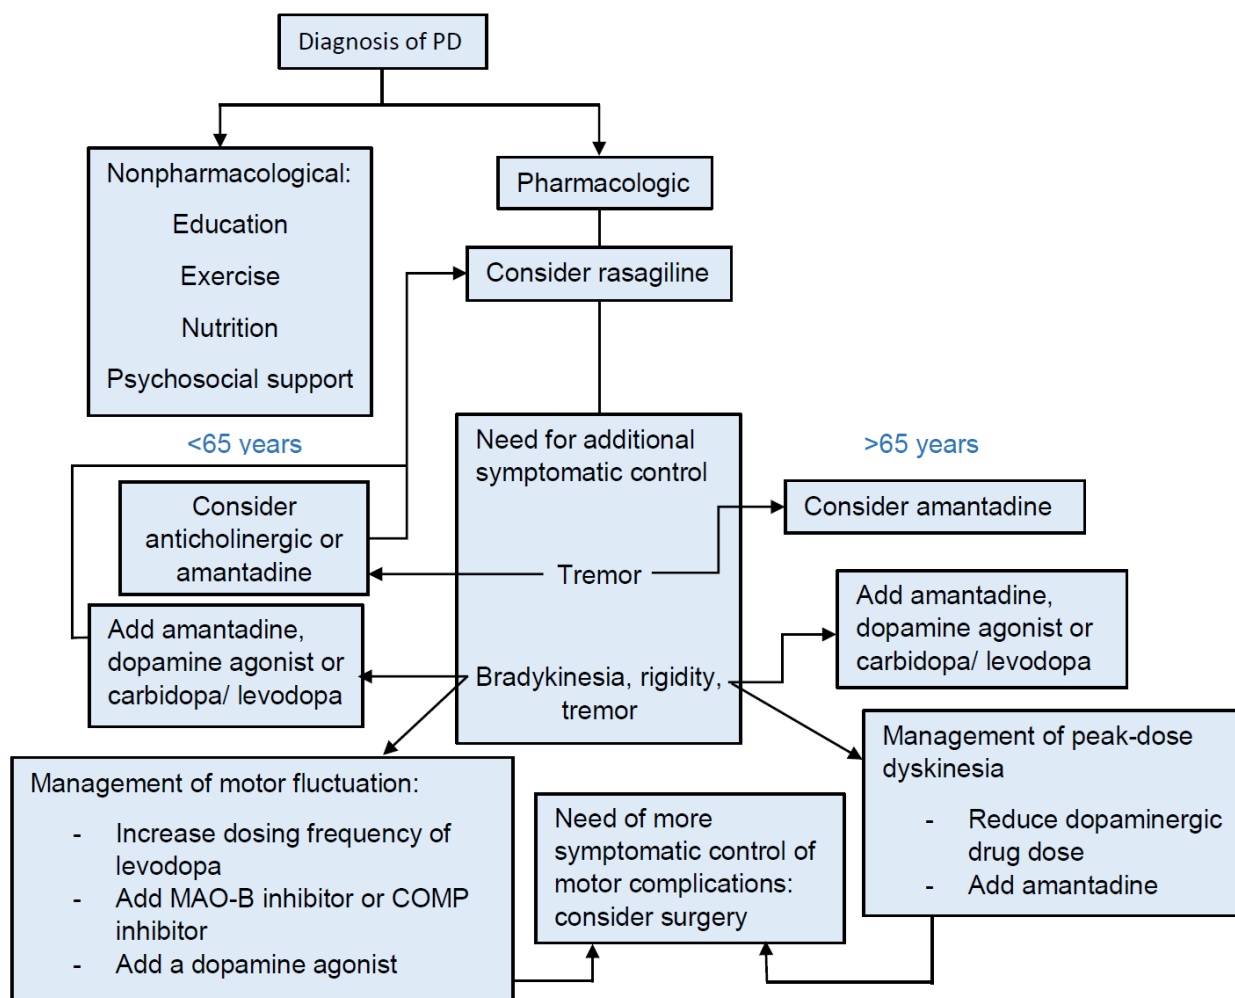 Diagnosis of PD
Nonpharmacological:
Education
Exercise
Nutrition
Psychosocial support
Pharmacologic
Consider rasagiline
<65 years
Need for additional
symptomatic control
>65 years
Consider
anticholinergic or
amantadine
Tremor
Consider amantadine
Add amantadine,
dopamine agonist or
carbidopa/ levodopa
Bradykinesia, rigidity,
tremor
Add amantadine,
dopamine agonist or
carbidopa/ levodopa
Management of motor fluctuation:
- Increase dosing frequency of
levodopa
- Add MAO-B inhibitor or COMP
inhibitor
- Add a dopamine agonist
Need of more
symptomatic control of
motor complications:
consider surgery
Management of peak-dose
dyskinesia
- Reduce dopaminergic
drug dose
- Add amantadine